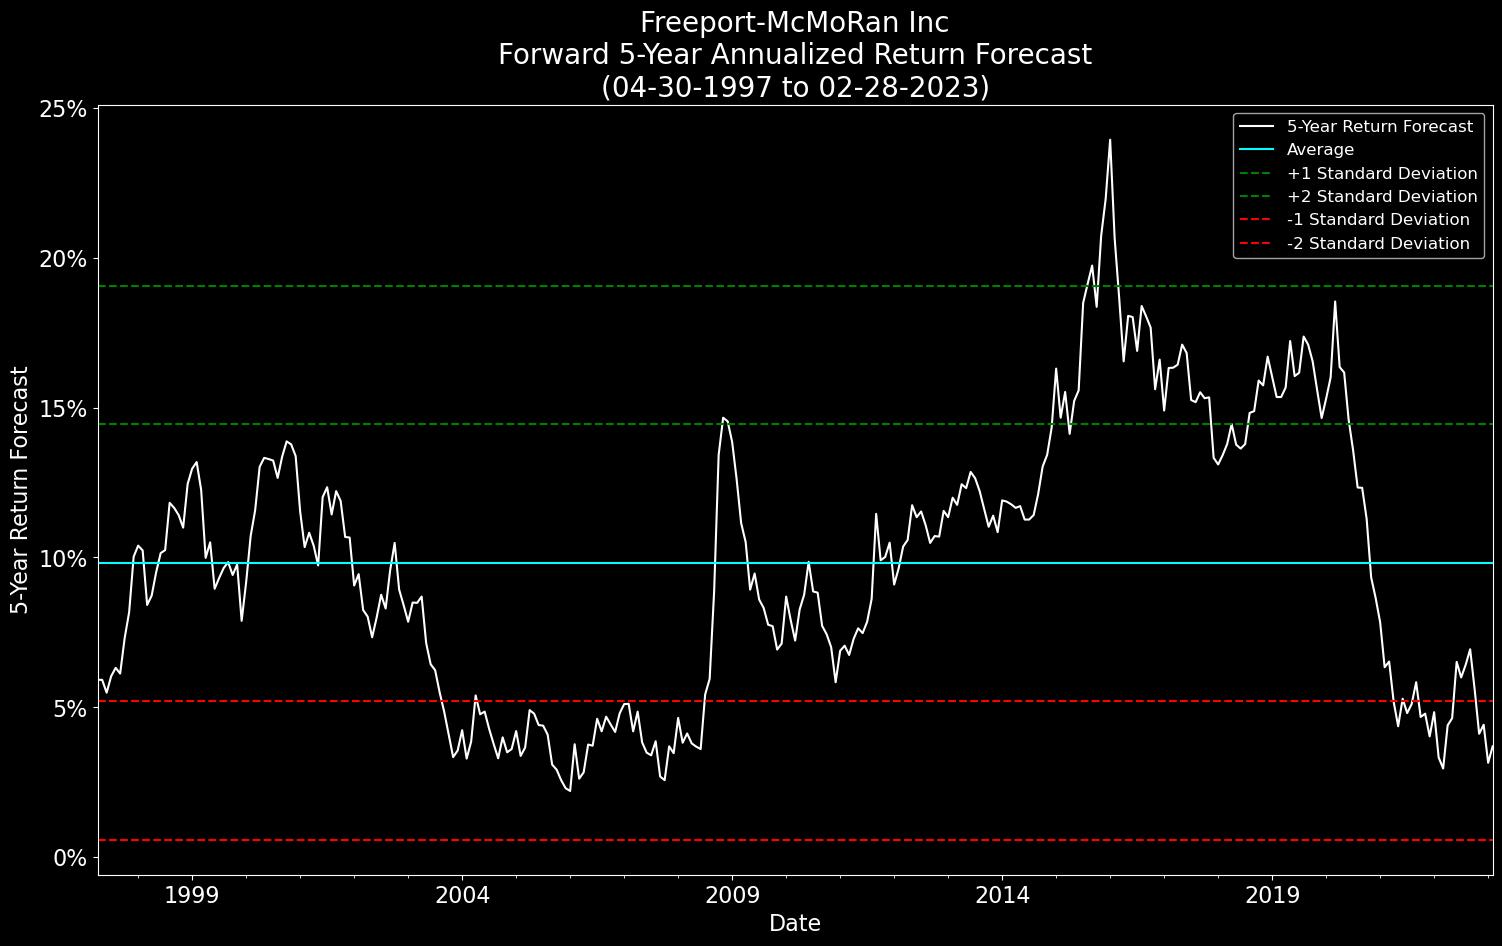 Freeport-McMoRan Inc
Forward 5-Year Annualized Return Forecast
(04-30-1997 to 02-28-2023)
25%
20%
15%
10%
5%
0%
5-Year Return Forecast
5-Year Return Forecast
Average
+1 Standard Deviation
+2 Standard Deviation
-1 Standard Deviation
-2 Standard Deviation
1999 2004 2009 2014 2019
Date